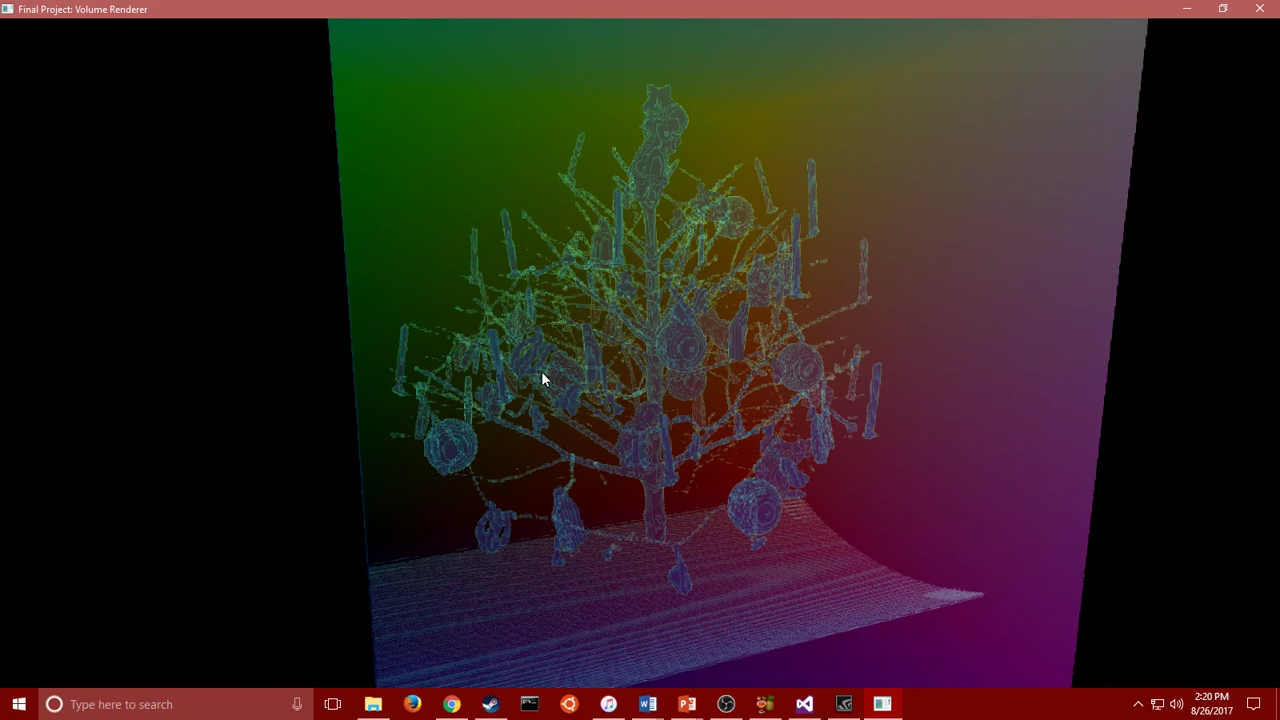 Final Project: Volume Renderer
Type here to search
2:20 PM
8/26/2017